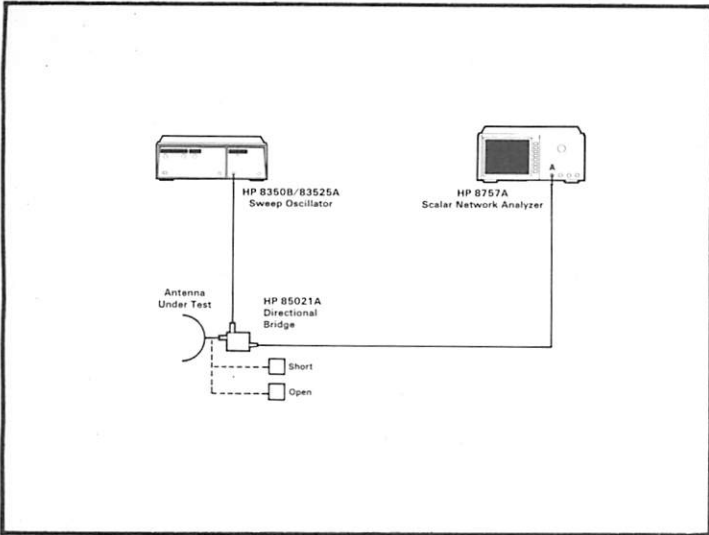 HP 8350B/83525A
Sweep Oscillator
A
HP 8757A
Scalar Network Analyzer
Antenna
Under Test
HP 85021A
Directional
Bridge
Short
Open